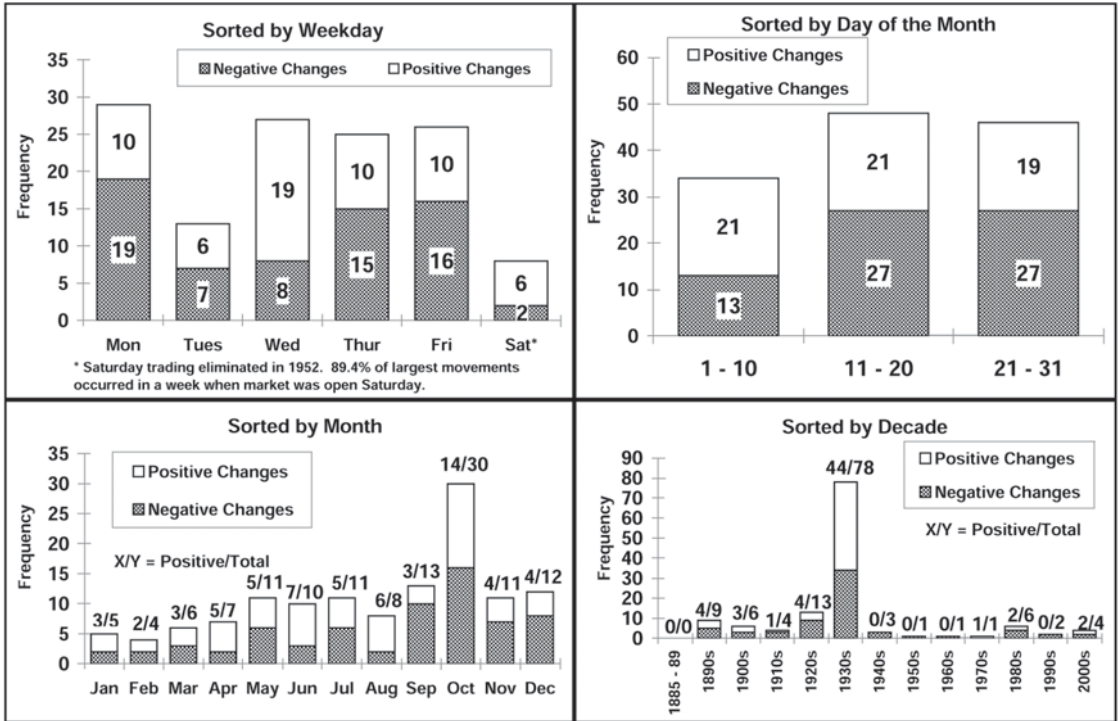 Sorted by Weekday
Negative Changes Positive Changes
Frequency
35
30
25
20
15
10
5
0
10
19
6
7
19
8
10
15
10
16
6
2
Mon Tues Wed Thur Fri Sat*
* Saturday trading eliminated in 1952. 89.4% of largest movements
occurred in a week when market was open Saturday.
Sorted by Day of the Month
Positive Changes
Negative Changes
Frequency
60
50
40
30
20
10
0
21
13
21
27
19
27
1 - 10 11 - 20 21 - 31
Sorted by Month
Positive Changes
Negative Changes
X/Y = Positive/Total
Frequency
35
30
25
20
15
10
5
0
3/5 2/4 3/6 5/7 5/11 7/10 5/11 6/8 3/13 14/30 4/11 4/12
Jan Feb Mar Apr May Jun Jul Aug Sep Oct Nov Dec
Sorted by Decade
Positive Changes
Negative Changes
X/Y = Positive/Total
Frequency
90
80
70
60
50
40
30
20
10
0
0/0 4/9 3/6 1/4 4/13 44/78 0/3 0/1 0/1 1/1 2/6 0/2 2/4
1885 - 89
1890s
1900s
1910s
1920s
1930s
1940s
1950s
1960s
1970s
1980s
1990s
2000s